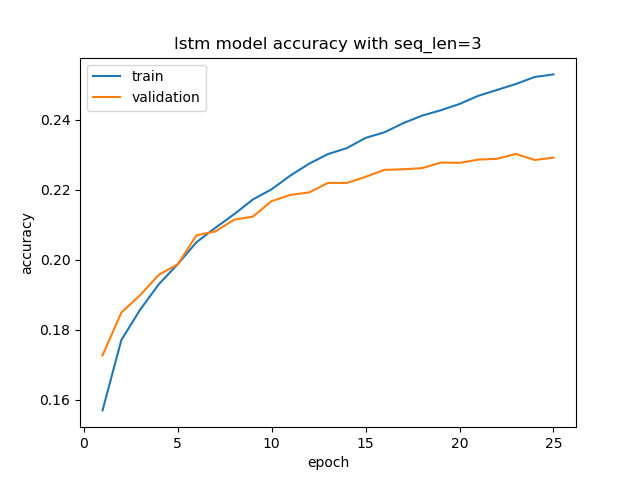 lstm model accuracy with seq_len=3
train
validation
accuracy
0.24
0.22
0.20
0.18
0.16
0 5 10 15 20 25
epoch